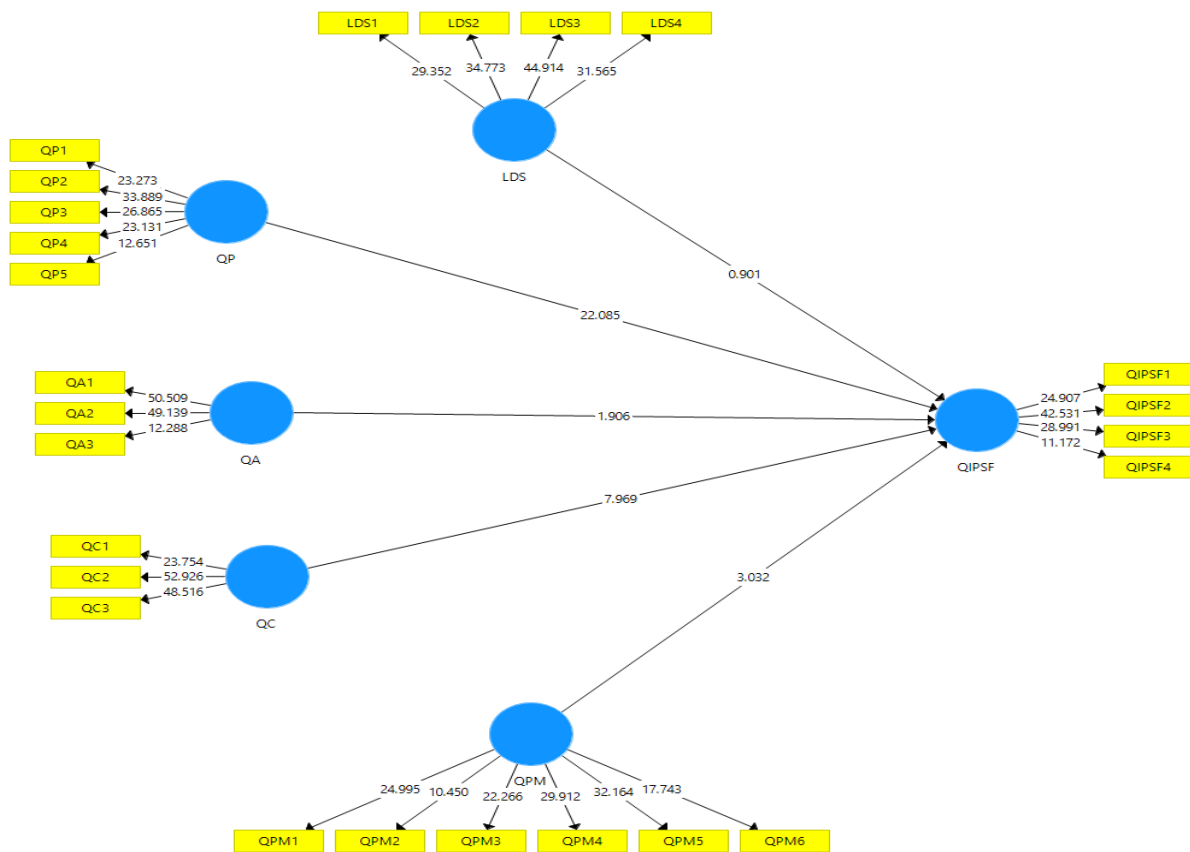 LDS1 LDS2 LDS3 LDS4
29.352 34.773 44.914 31.565
LDS
QP1
QP2
QP3
QP4
QP5
23.273
33.889
26.865
23.131
12.651
QP
0.901
22.085
QA1
QA2
QA3
50.509
49.139
12.288
QA
1.906
QIPSF
24.907
42.531
28.991
11.172
QIPSF1
QIPSF2
QIPSF3
QIPSF4
QC1
QC2
QC3
23.754
52.926
48.516
QC
7.969
3.032
QPM
24.995 10.450 22.266 29.912 32.164 17.743
QPM1 QPM2 QPM3 QPM4 QPM5 QPM6